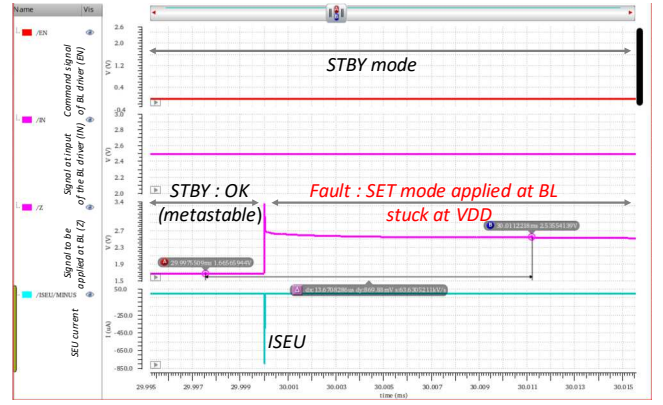 Name
Vis
/EN
Command signal
of BL driver (EN)
2.6
2.0
1.2
0.4
-0.4
V (V)
STBY mode
/IN
Signal at input
of the BL driver (IN)
3.0
2.8
2.6
2.4
2.2
2.0
V (V)
/Z
Signal to be
applied at BL (Z)
3.4
2.7
2.3
1.9
1.5
V (V)
STBY : OK
(metastable)
Fault : SET mode applied at BL
stuck at VDD
/ISEU/MINUS
SEU current
50.0
-250.0
-450.0
-650.0
-850.0
I (uA)
ISEU
29.995
29.997
29.999
30.001
30.003
30.005
30.007
30.009
30.011
30.013
30.015
time (ms)